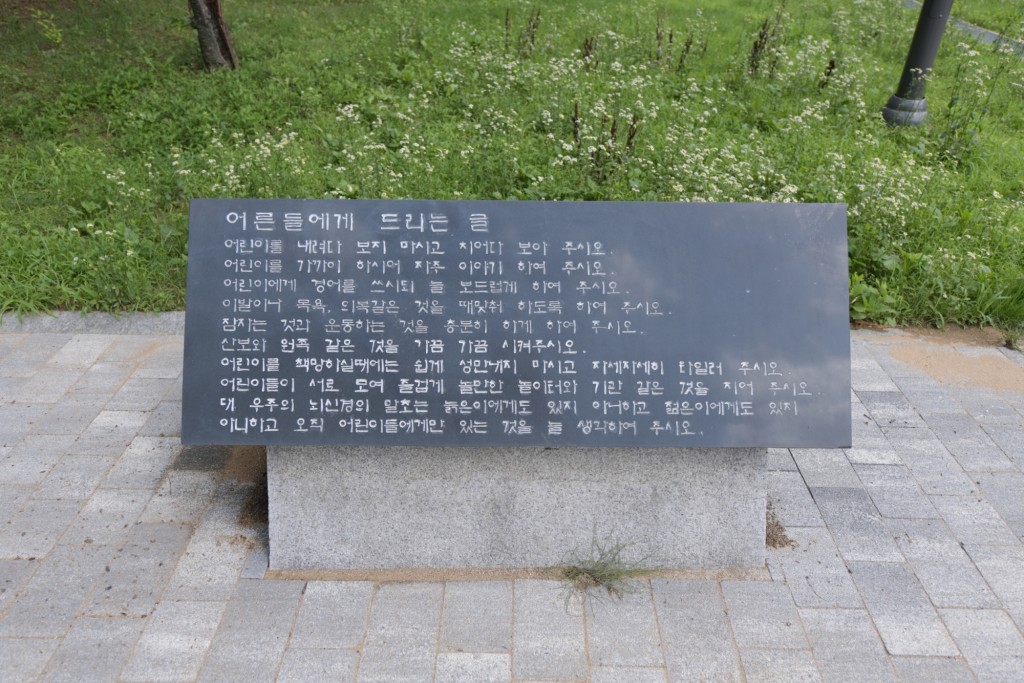 어른들에게 드리는 글
어린이를 내려다 보지 마시고 치어다 보아 주시오.
어린이를 가까이 하시어 자주 이야기 하여 주시오.
어린이에게 경어를 쓰시되 늘 보드랍게 하여 주시오.
이발이나 목욕, 의복같은 것을 때맞춰 하도록 하여 주시오.
잠자는 것과 운동하는 것을 충분히 하게 하여 주시오.
산보와 원족 같은 것을 가끔 가끔 시켜주시오.
어린이를 책망하실때에는 쉽게 성만내지 마시고 자세자세히 타일러 주시오.
어린이들이 서로 모여 즐겁게 놀만한 놀이터와 기관 같은 것을 지어 주시오.
대 우주의 뇌신경의 말초는 늙은이에게도 있지 아니하고 젊은이에게도 있지
아니하고 오직 어린이들에게만 있는 것을 늘 생각하여 주시오.